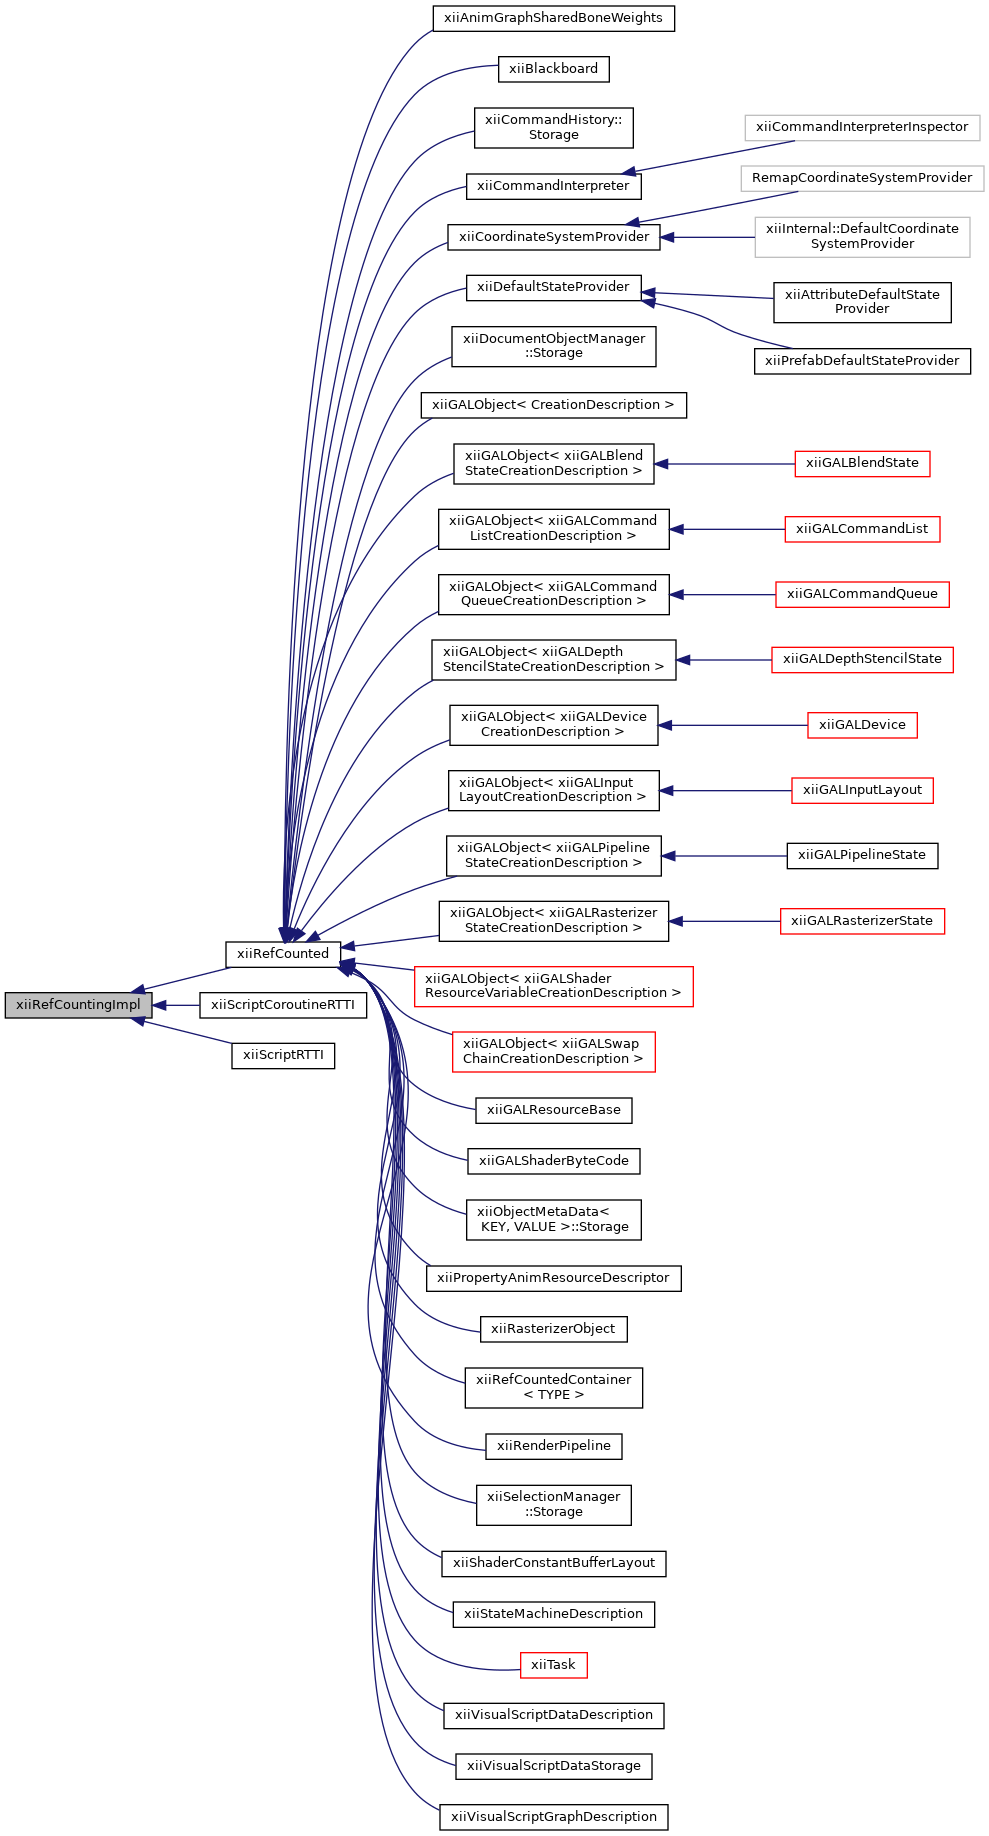 xiiAnimGraphSharedBoneWeights
xiiBlackboard
xiiCommandHistory::
Storage
xiiCommandInterpreterInspector
xiiCommandInterpreter
RemapCoordinateSystemProvider
xiiCoordinateSystemProvider
xiiInternal::DefaultCoordinate
SystemProvider
xiiDefaultStateProvider
xiiAttributeDefaultState
Provider
xiiDocumentObjectManager
::Storage
xiiPrefabDefaultStateProvider
xiiGALObject< CreationDescription >
xiiGALObject< xiiGALBlend
StateCreationDescription >
xiiGALBlendState
xiiGALObject< xiiGALCommand
ListCreationDescription >
xiiGALCommandList
xiiGALObject< xiiGALCommand
QueueCreationDescription >
xiiGALCommandQueue
xiiGALObject< xiiGALDepth
StencilStateCreationDescription >
xiiGALDepthStencilState
xiiGALObject< xiiGALDevice
CreationDescription >
xiiGALDevice
xiiGALObject< xiiGALInput
LayoutCreationDescription >
xiiGALInputLayout
xiiGALObject< xiiGALPipeline
StateCreationDescription >
xiiGALPipelineState
xiiGALObject< xiiGALRasterizer
StateCreationDescription >
xiiGALRasterizerState
xiiRefCounted
xiiGALObject< xiiGALShader
ResourceVariableCreationDescription >
xiiRefCountingImpl
xiiScriptCoroutineRTTI
xiiScriptRTTI
xiiGALObject< xiiGALSwap
ChainCreationDescription >
xiiGALResourceBase
xiiGALShaderByteCode
xiiObjectMetaData<
KEY, VALUE >::Storage
xiiPropertyAnimResourceDescriptor
xiiRasterizerObject
xiiRefCountedContainer
< TYPE >
xiiRenderPipeline
xiiSelectionManager
::Storage
xiiShaderConstantBufferLayout
xiiStateMachineDescription
xiiTask
xiiVisualScriptDataDescription
xiiVisualScriptDataStorage
xiiVisualScriptGraphDescription